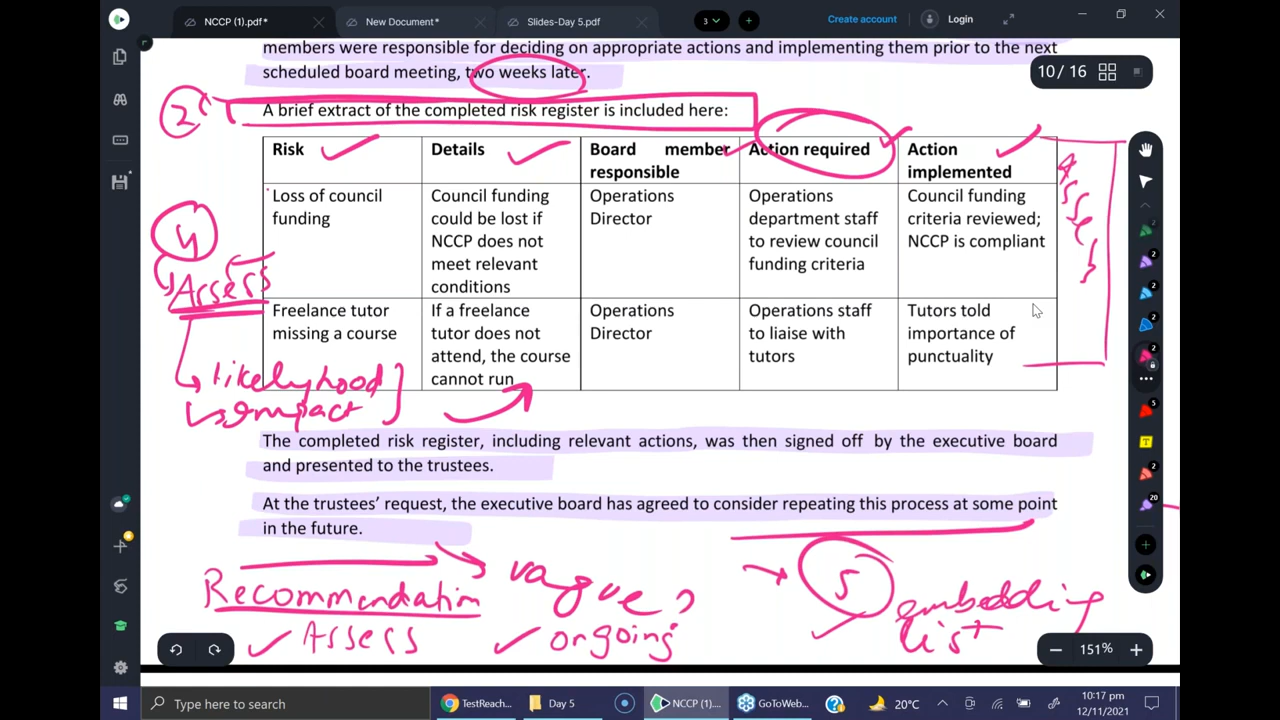 NCCP (1).pdf*
New Document*
Slides-Day 5.pdf
3
Create account
Login
members were responsible for deciding on appropriate actions and implementing them prior to the next
scheduled board meeting, two weeks later.
10 / 16
2
A brief extract of the completed risk register is included here:
Risk
Details
Board member
responsible
Action required
Action
implemented
Loss of council
funding
Council funding
could be lost if
NCCP does not
meet relevant
conditions
Operations
Director
Operations
department staff
to review council
funding criteria
Council funding
criteria reviewed;
NCCP is compliant
Assess
4
Assess
Freelance tutor
missing a course
If a freelance
tutor does not
attend, the course
cannot run
Operations
Director
Operations staff
to liaise with
tutors
Tutors told
importance of
punctuality
likelyhood
Impact
The completed risk register, including relevant actions, was then signed off by the executive board
and presented to the trustees.
At the trustees' request, the executive board has agreed to consider repeating this process at some point
in the future.
vague
5
Recommendation
embedding
list
Assess
ongoing
151%
Type here to search
TestReach...
Day 5
NCCP (1)....
GoToWeb...
20°C
10:17 pm
12/11/2021